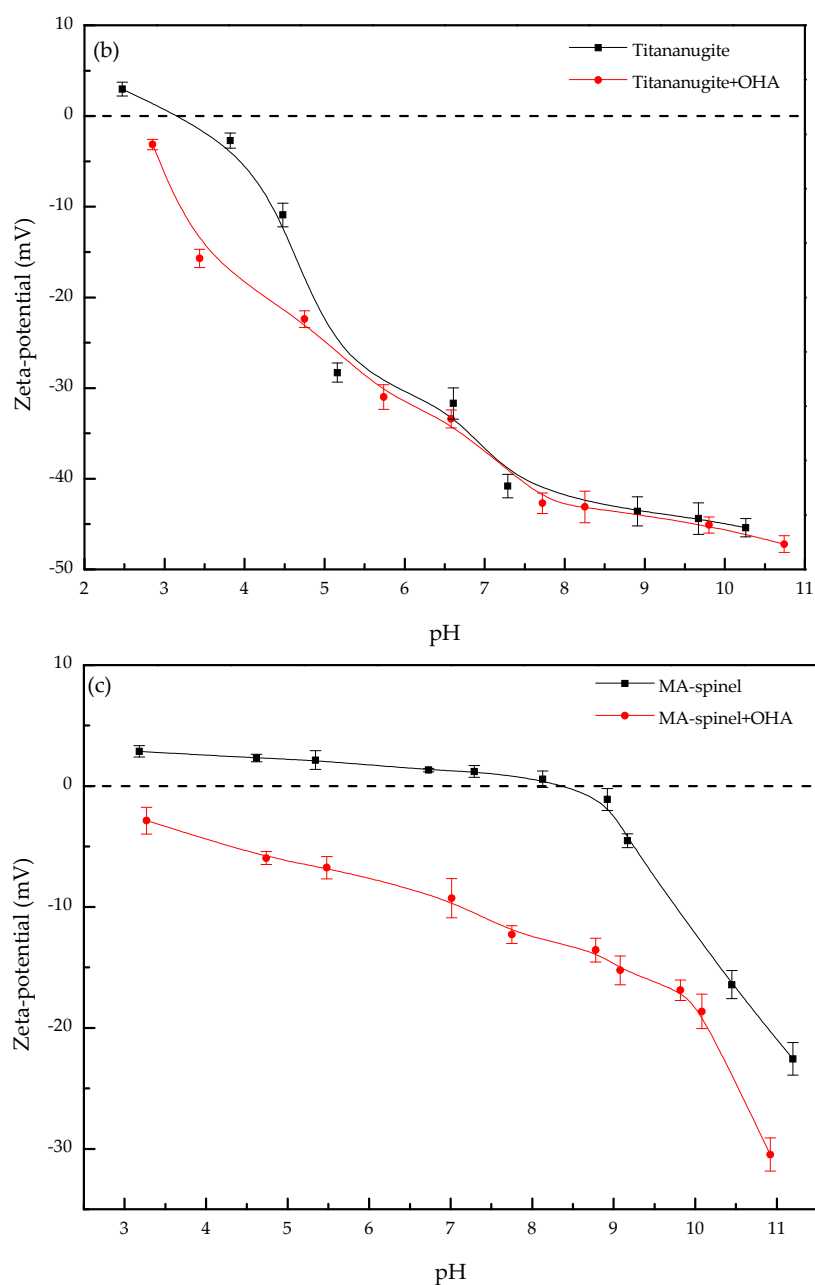 10
(b)
Titananugite
Titananugite+OHA
0
-10
-20
-30
-40
-50
Zeta-potential (mV)
2 3 4 5 6 7 8 9 10 11
pH
10
(c)
MA-spinel
MA-spinel+OHA
0
-10
-20
-30
Zeta-potential (mV)
3 4 5 6 7 8 9 10 11
pH